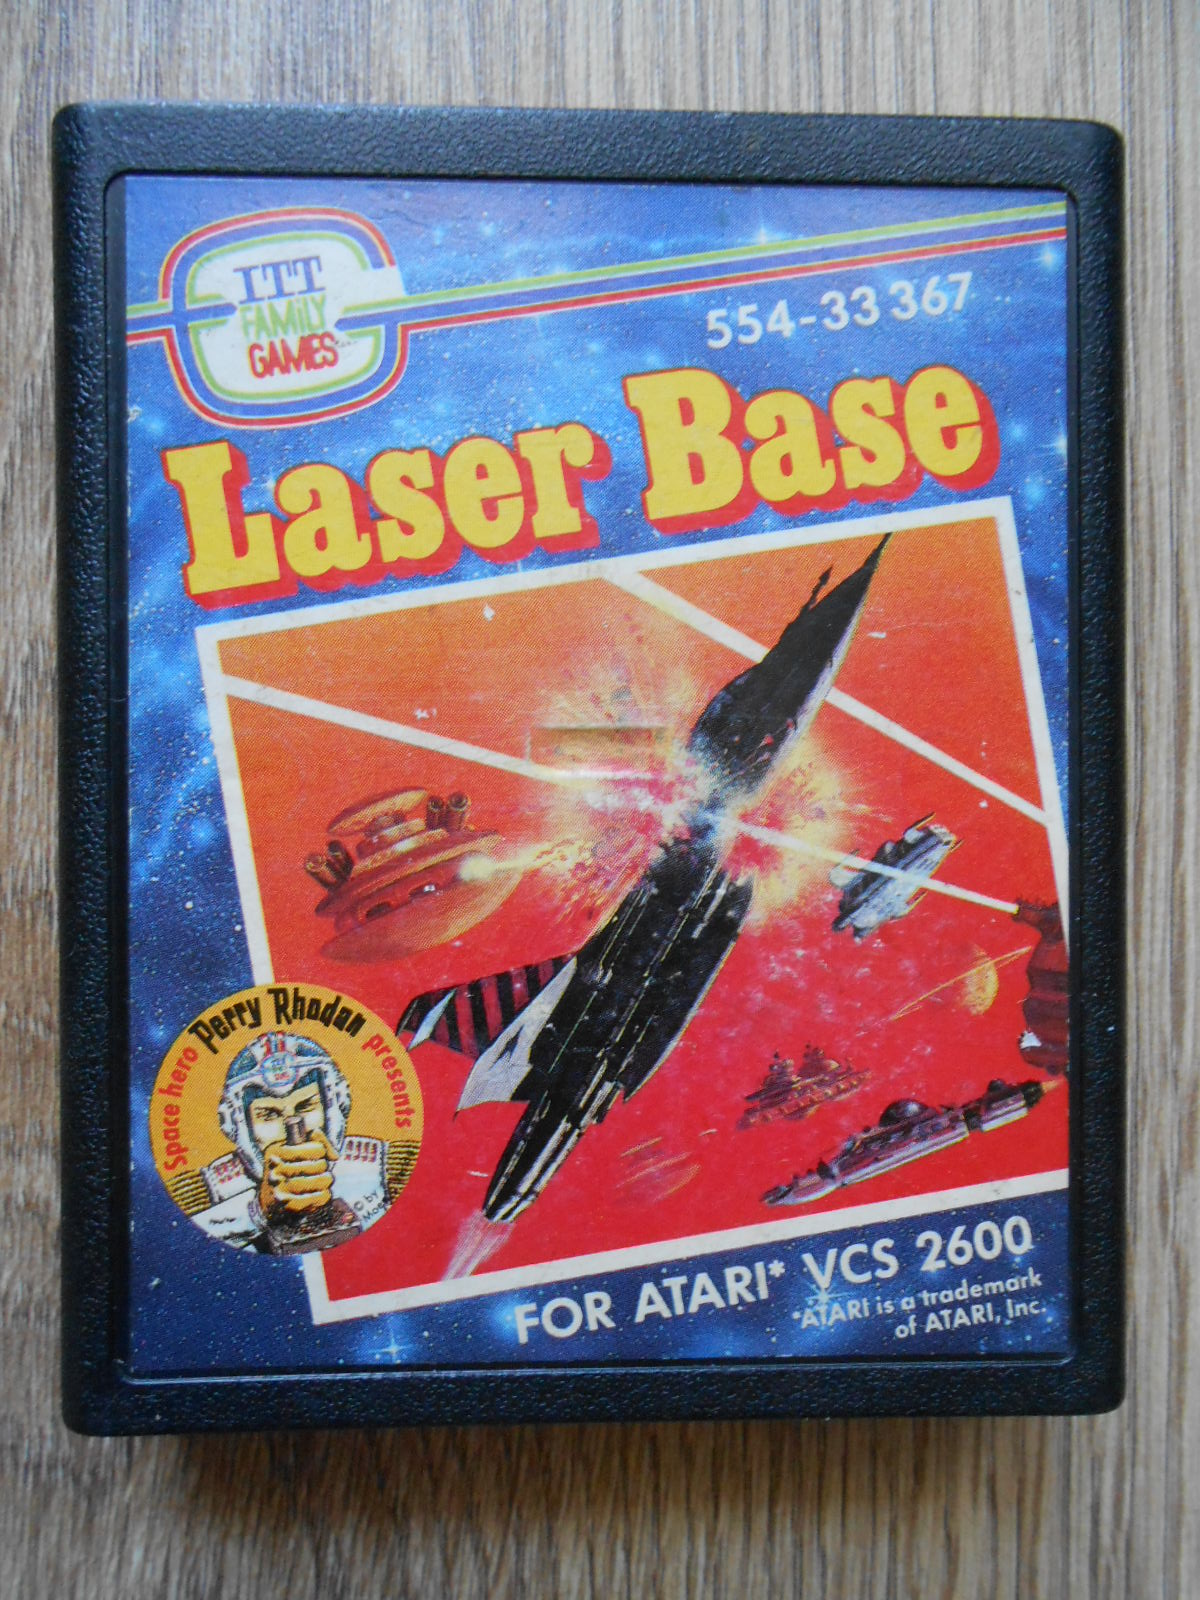 ITT
FAMiLY
GAMES
554-33 367
Laser Base
Space hero Perry Rhodan presents
© by
FOR ATARI* VCS 2600
*ATARI is a trademark
of ATARI, Inc.